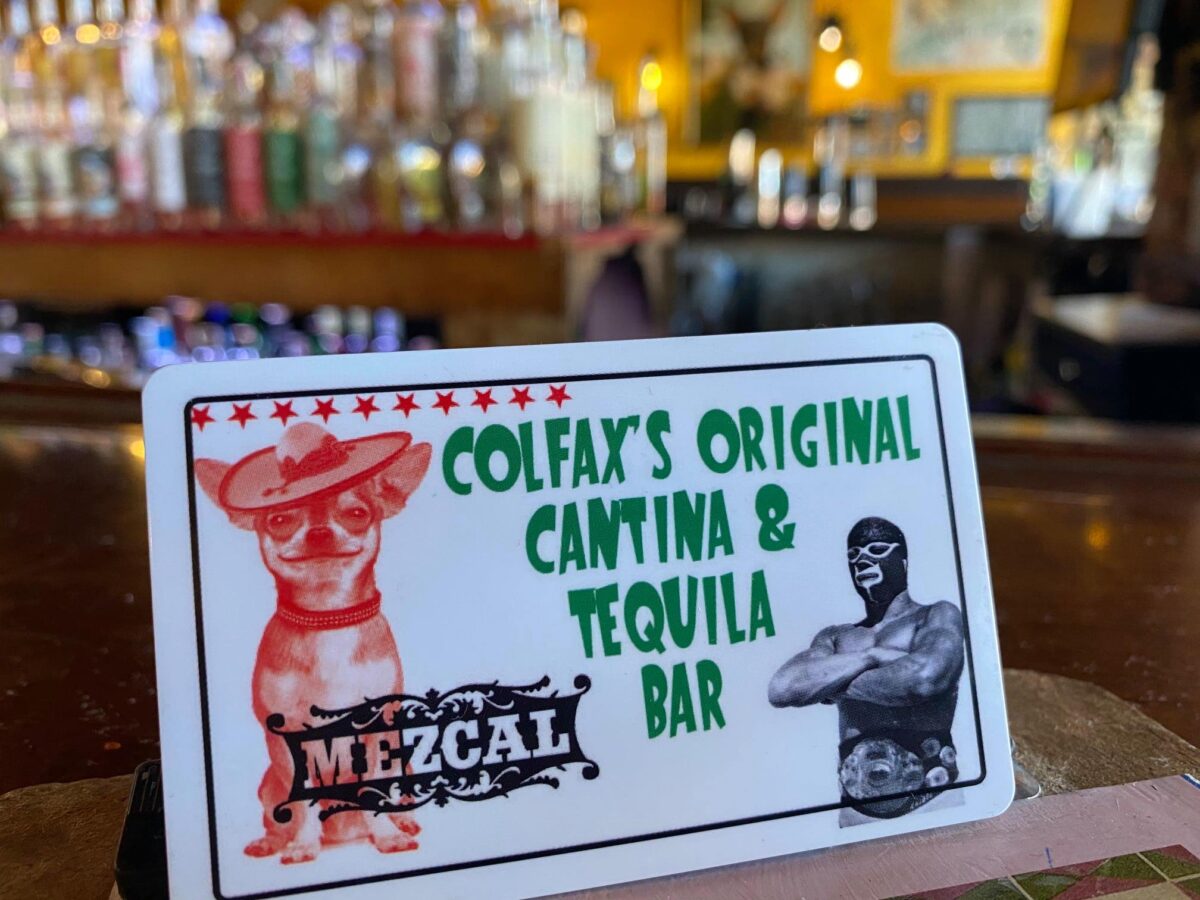 COLFAX'S ORIGINAL
CANTINA &
TEQUILA
BAR
MEZCAL